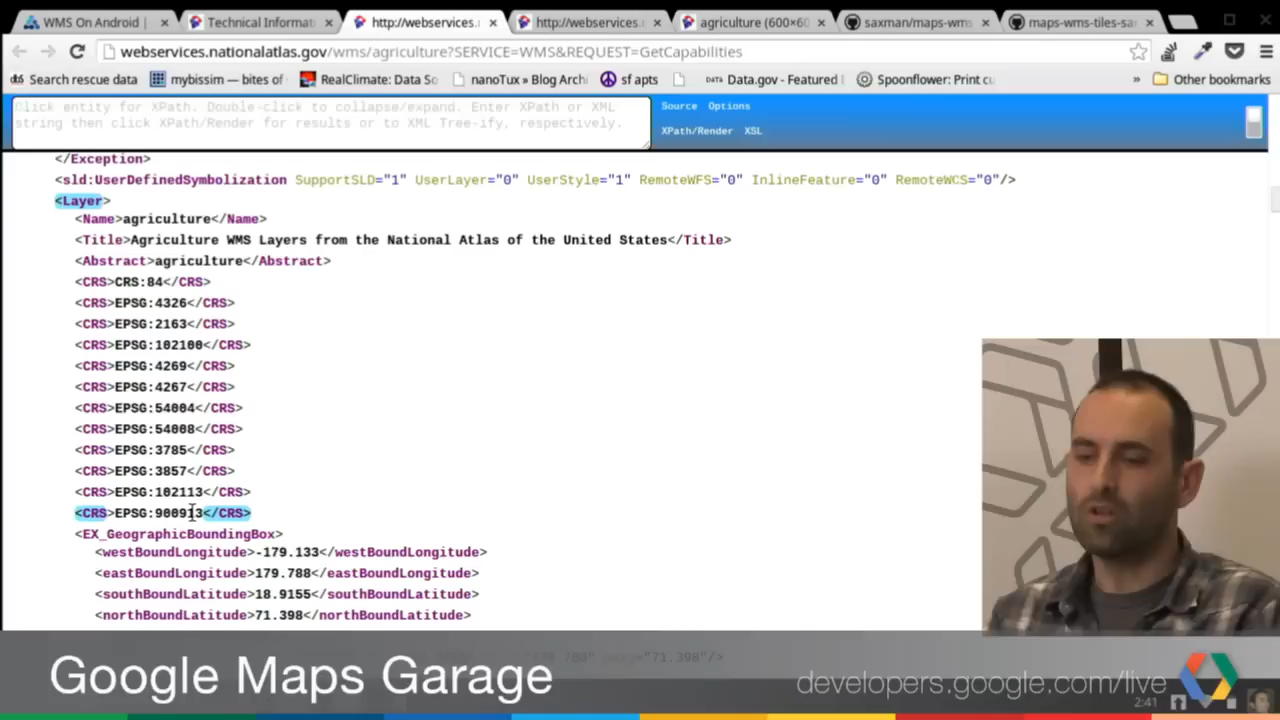 WMS On Android |
Technical Informati
http://webservices.
http://webservices.
agriculture (600×60
saxman/maps-wms
maps-wms-tiles-sa
webservices.nationalatlas.gov/wms/agriculture?SERVICE=WMS&REQUEST=GetCapabilities
Search rescue data
mybissim — bites of
RealClimate: Data So
nanoTux » Blog Archi
sf apts
DATA Data.gov - Featured
Spoonflower: Print cu
» Other bookmarks
Click entity for XPath. Double-click to collapse/expand. Enter XPath or XML
string then click XPath/Render for results or to XML Tree-ify, respectively.
Source Options
XPath/Render XSL
</Exception>
<sld:UserDefinedSymbolization SupportSLD="1" UserLayer="0" UserStyle="1" RemoteWFS="0" InlineFeature="0" RemoteWCS="0"/>
<Layer>
<Name>agriculture</Name>
<Title>Agriculture WMS Layers from the National Atlas of the United States</Title>
<Abstract>agriculture</Abstract>
<CRS>CRS:84</CRS>
<CRS>EPSG:4326</CRS>
<CRS>EPSG:2163</CRS>
<CRS>EPSG:102100</CRS>
<CRS>EPSG:4269</CRS>
<CRS>EPSG:4267</CRS>
<CRS>EPSG:54004</CRS>
<CRS>EPSG:54008</CRS>
<CRS>EPSG:3785</CRS>
<CRS>EPSG:3857</CRS>
<CRS>EPSG:102113</CRS>
<CRS>EPSG:900913</CRS>
<EX_GeographicBoundingBox>
<westBoundLongitude>-179.133</westBoundLongitude>
<eastBoundLongitude>179.788</eastBoundLongitude>
<southBoundLatitude>18.9155</southBoundLatitude>
<northBoundLatitude>71.398</northBoundLatitude>
"71.398"/>
Google Maps Garage
developers.google.com/live
2:41